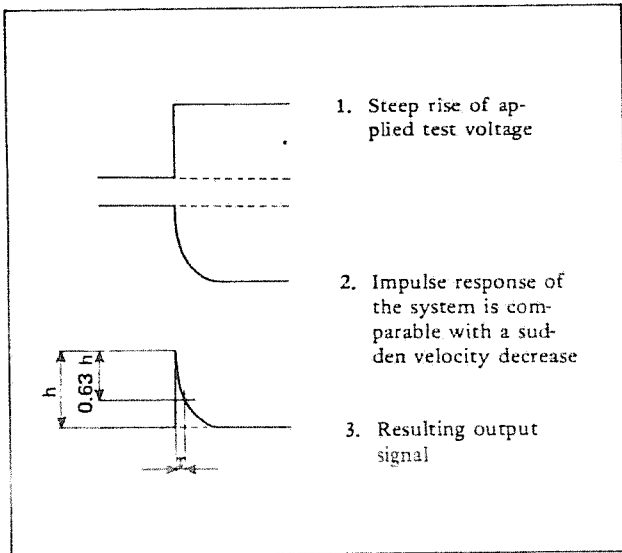 1. Steep rise of ap-
plied test voltage
2. Impulse response of
the system is com-
parable with a sud-
den velocity decrease
h
0.63 h
3. Resulting output
signal